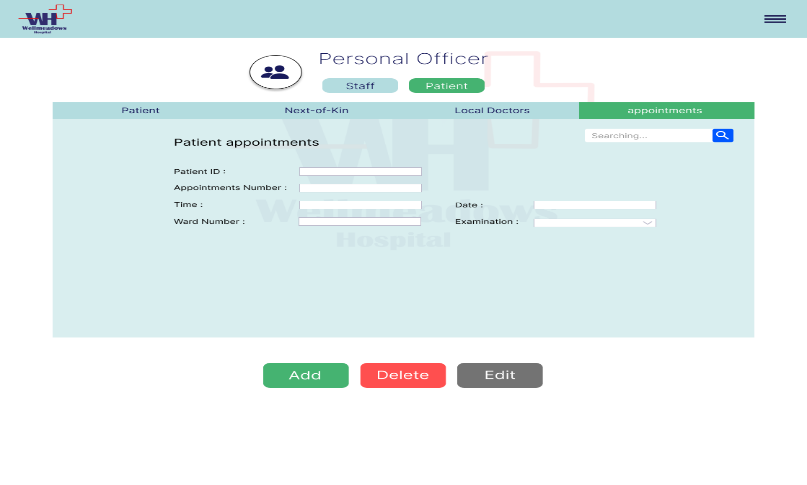 WH
Wellmeadows
Hospital
Personal Officer
Staff Patient
Patient Next-of-Kin Local Doctors appointments
Searching...
Patient appointments
Patient ID :
Appointments Number :
Time : Date :
Ward Number : Examination :
WH
Wellmeadows
Hospital
Add Delete Edit